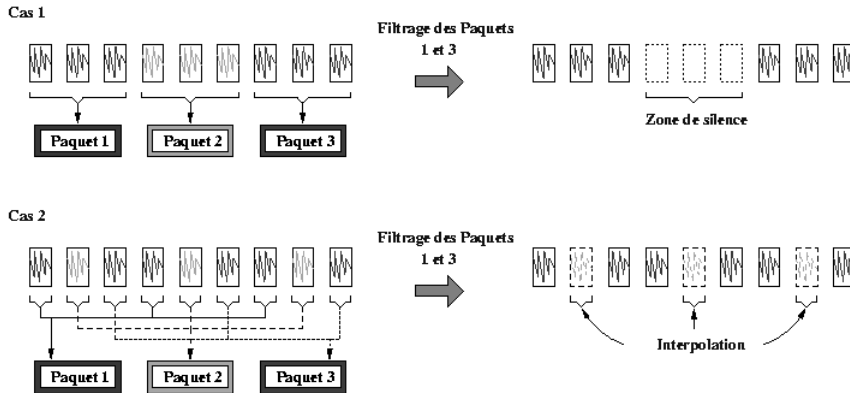 Cas 1
Filtrage des Paquets
1 et 3
Zone de silence
Paquet 1
Paquet 2
Paquet 3
Cas 2
Filtrage des Paquets
1 et 3
Interpolation
Paquet 1
Paquet 2
Paquet 3